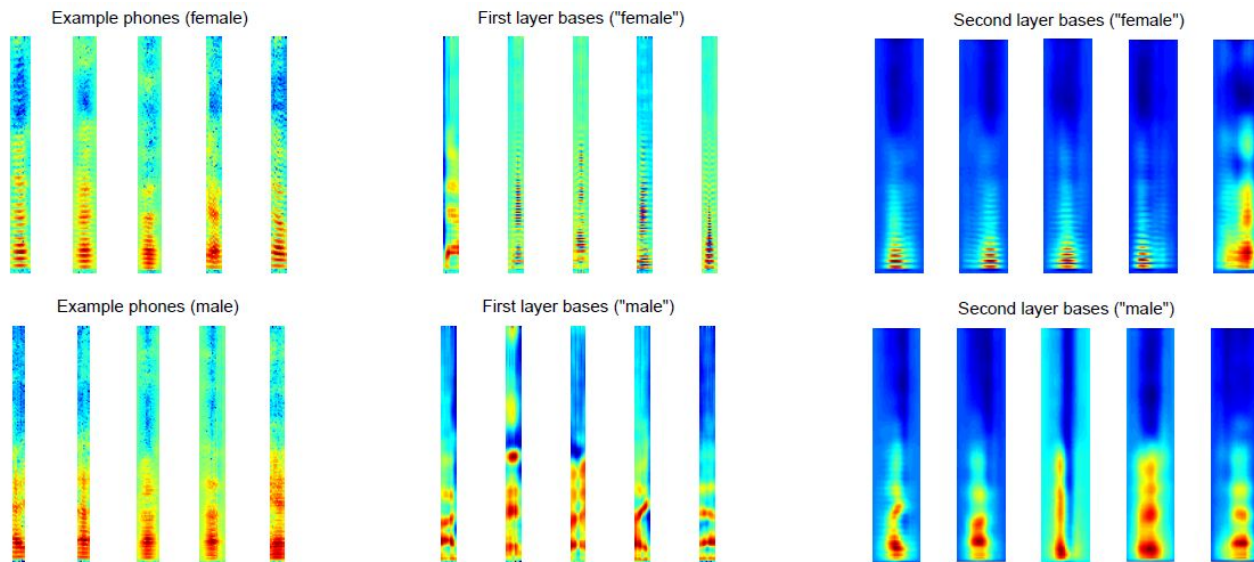 Example phones (female)
First layer bases ("female")
Second layer bases ("female")
Example phones (male)
First layer bases ("male")
Second layer bases ("male")